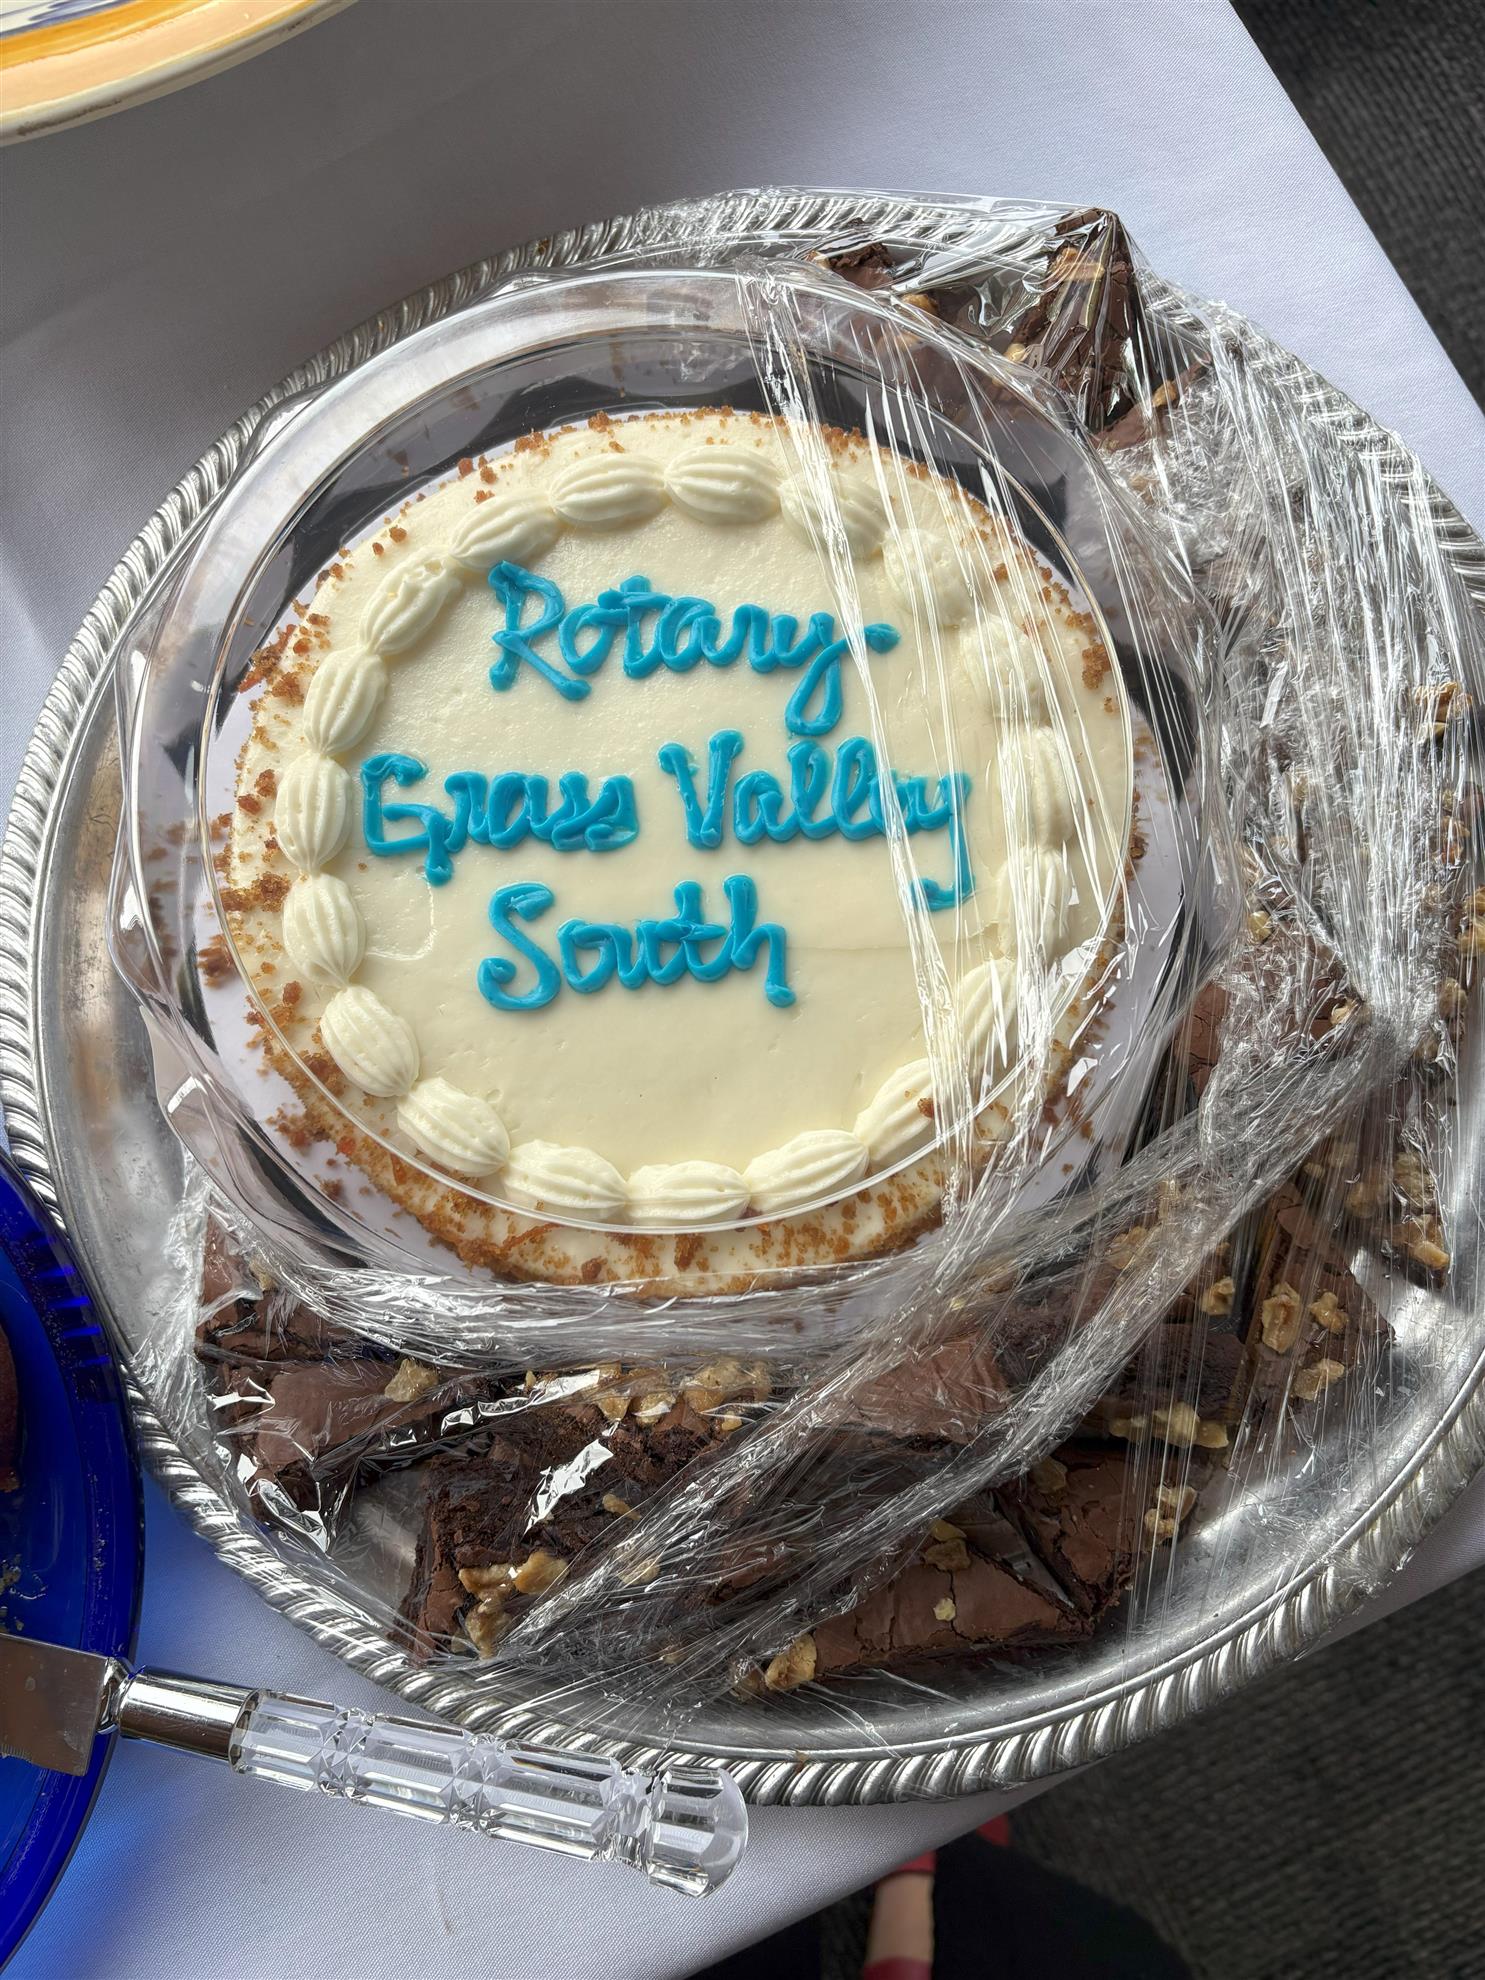 Rotary-
Grass Valley
South